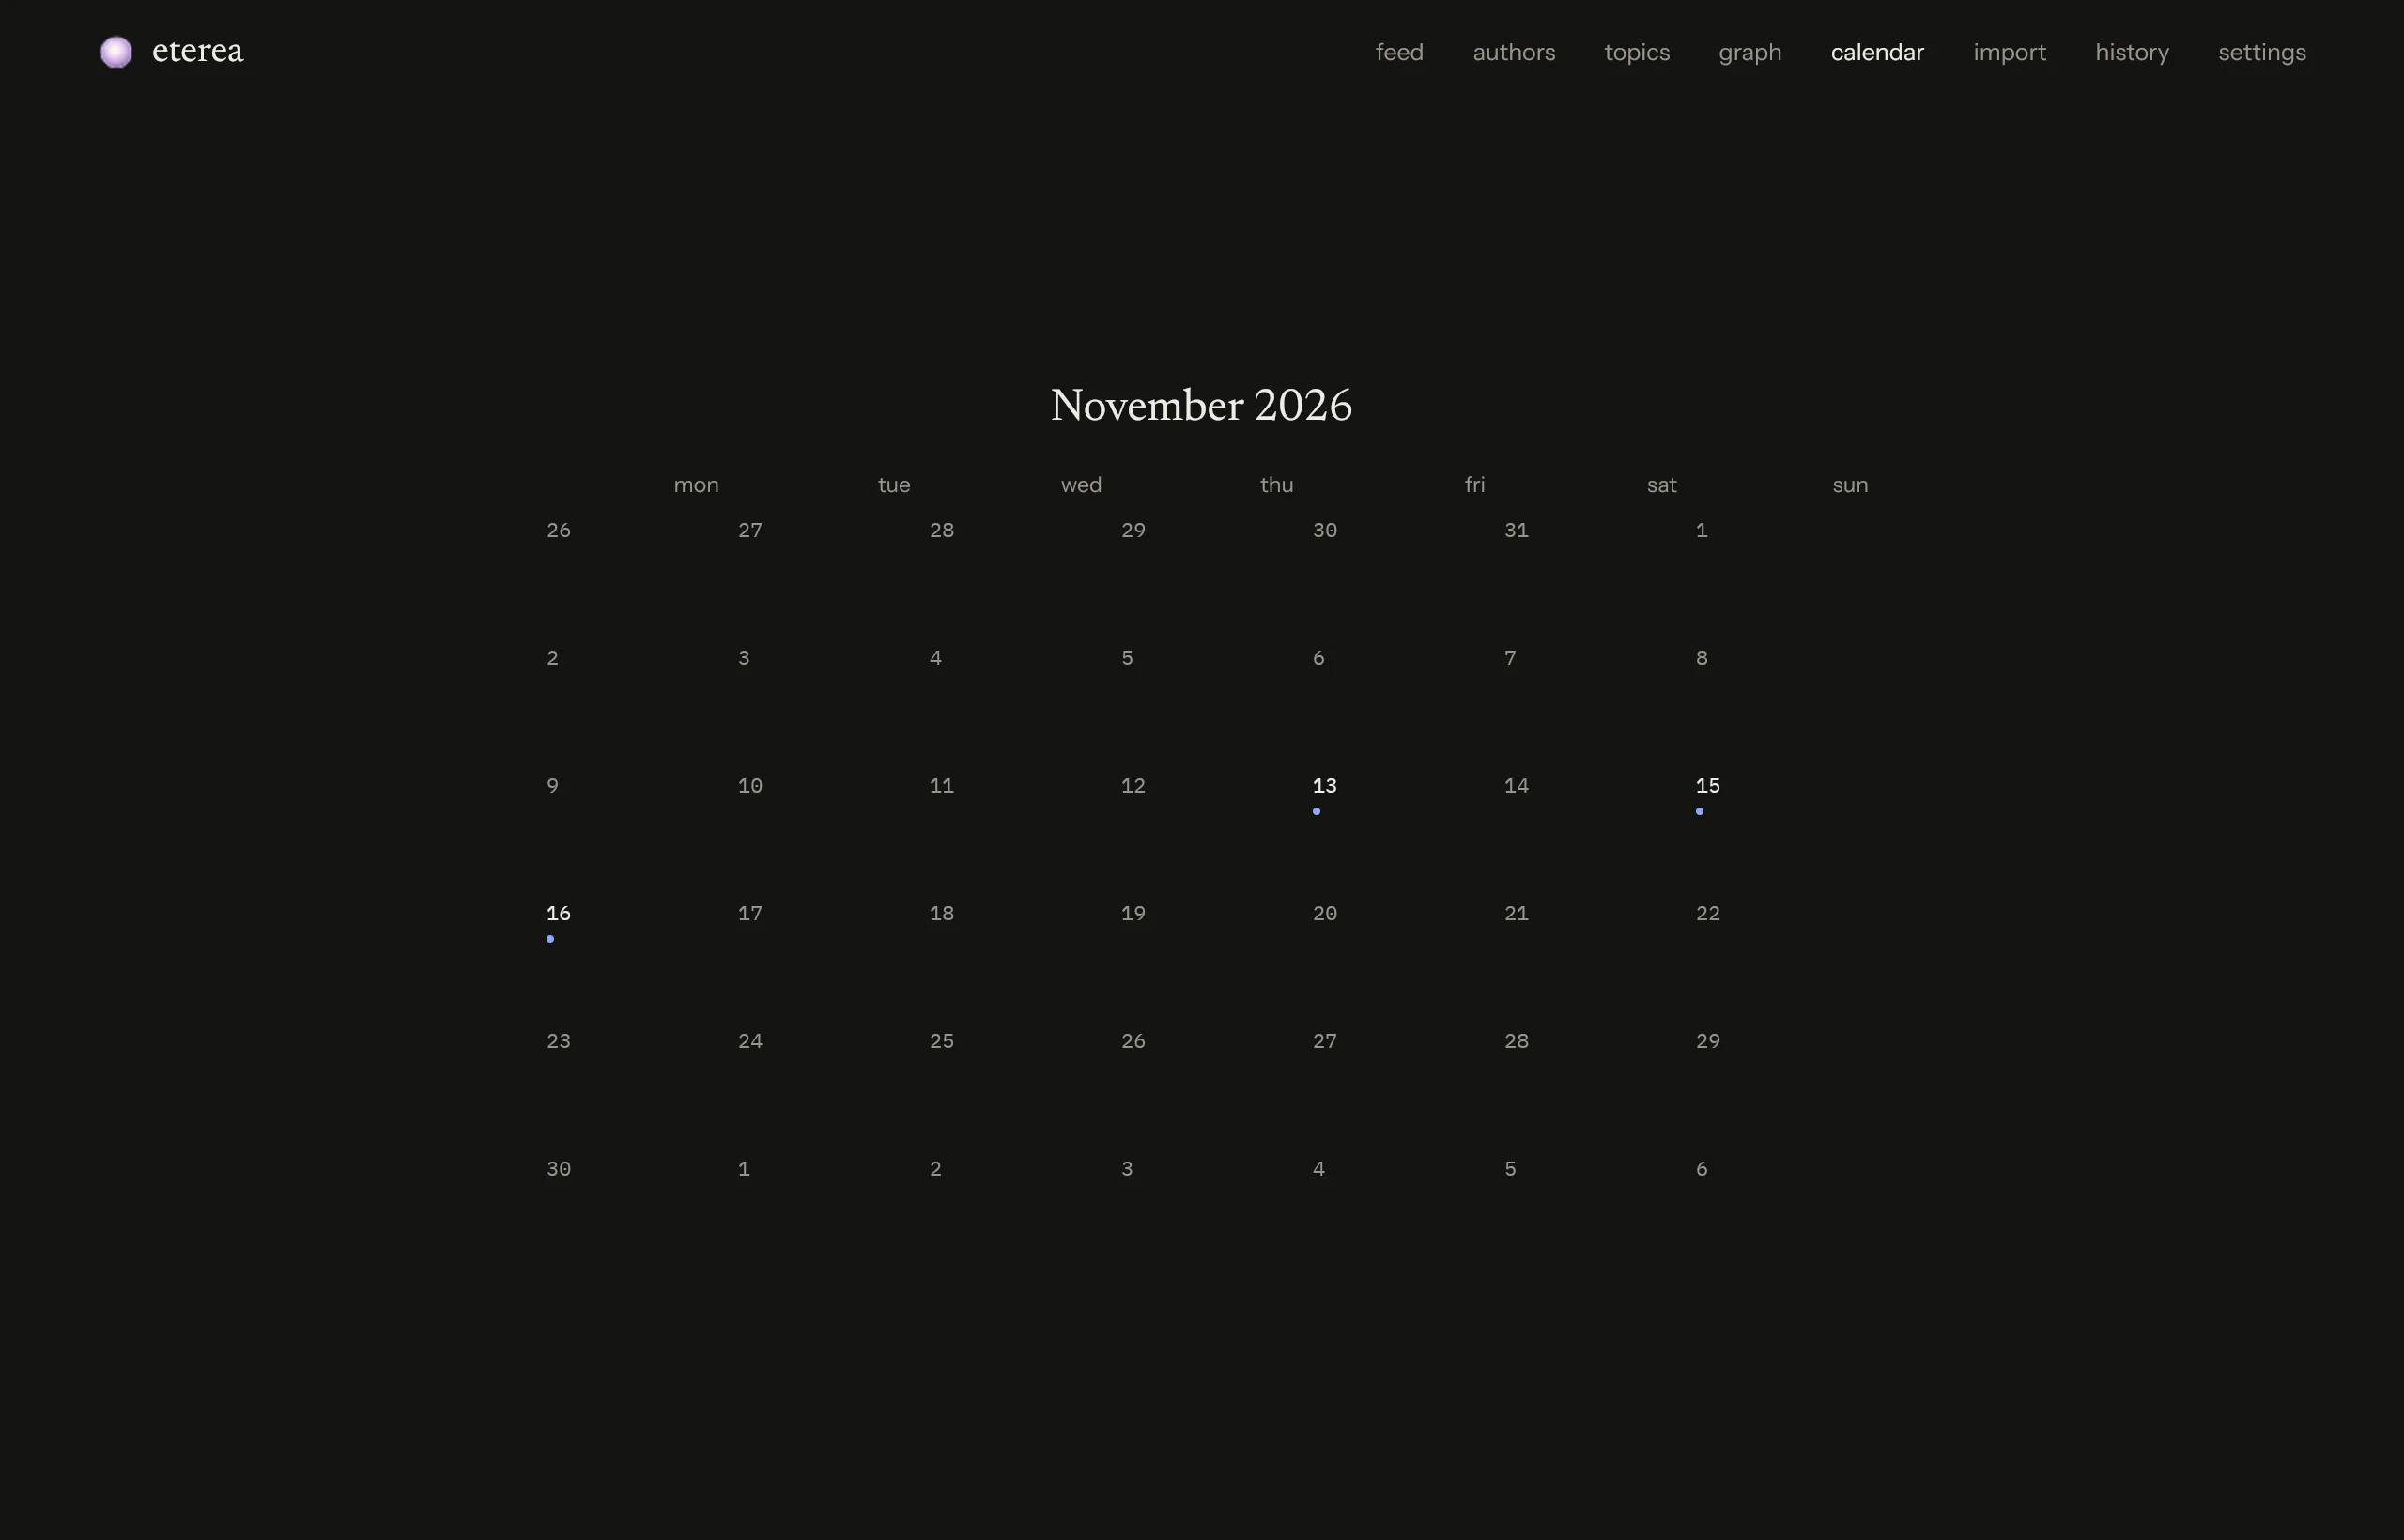 eterea
feed authors topics graph calendar import history settings
November 2026
mon tue wed thu fri sat sun
26 27 28 29 30 31 1
2 3 4 5 6 7 8
9 10 11 12 13 14 15
16 17 18 19 20 21 22
23 24 25 26 27 28 29
30 1 2 3 4 5 6